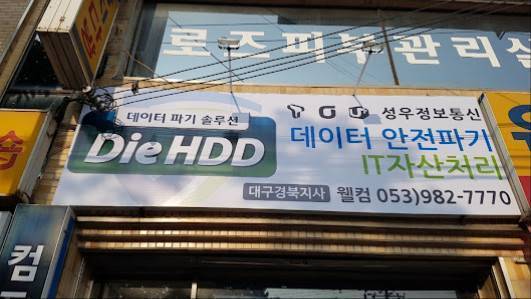 로즈피부관리실
데이터 파기 솔루션
Die HDD
성우정보통신
데이터 안전파기
IT자산처리
대구경북지사 웰컴 053)982-7770
컴